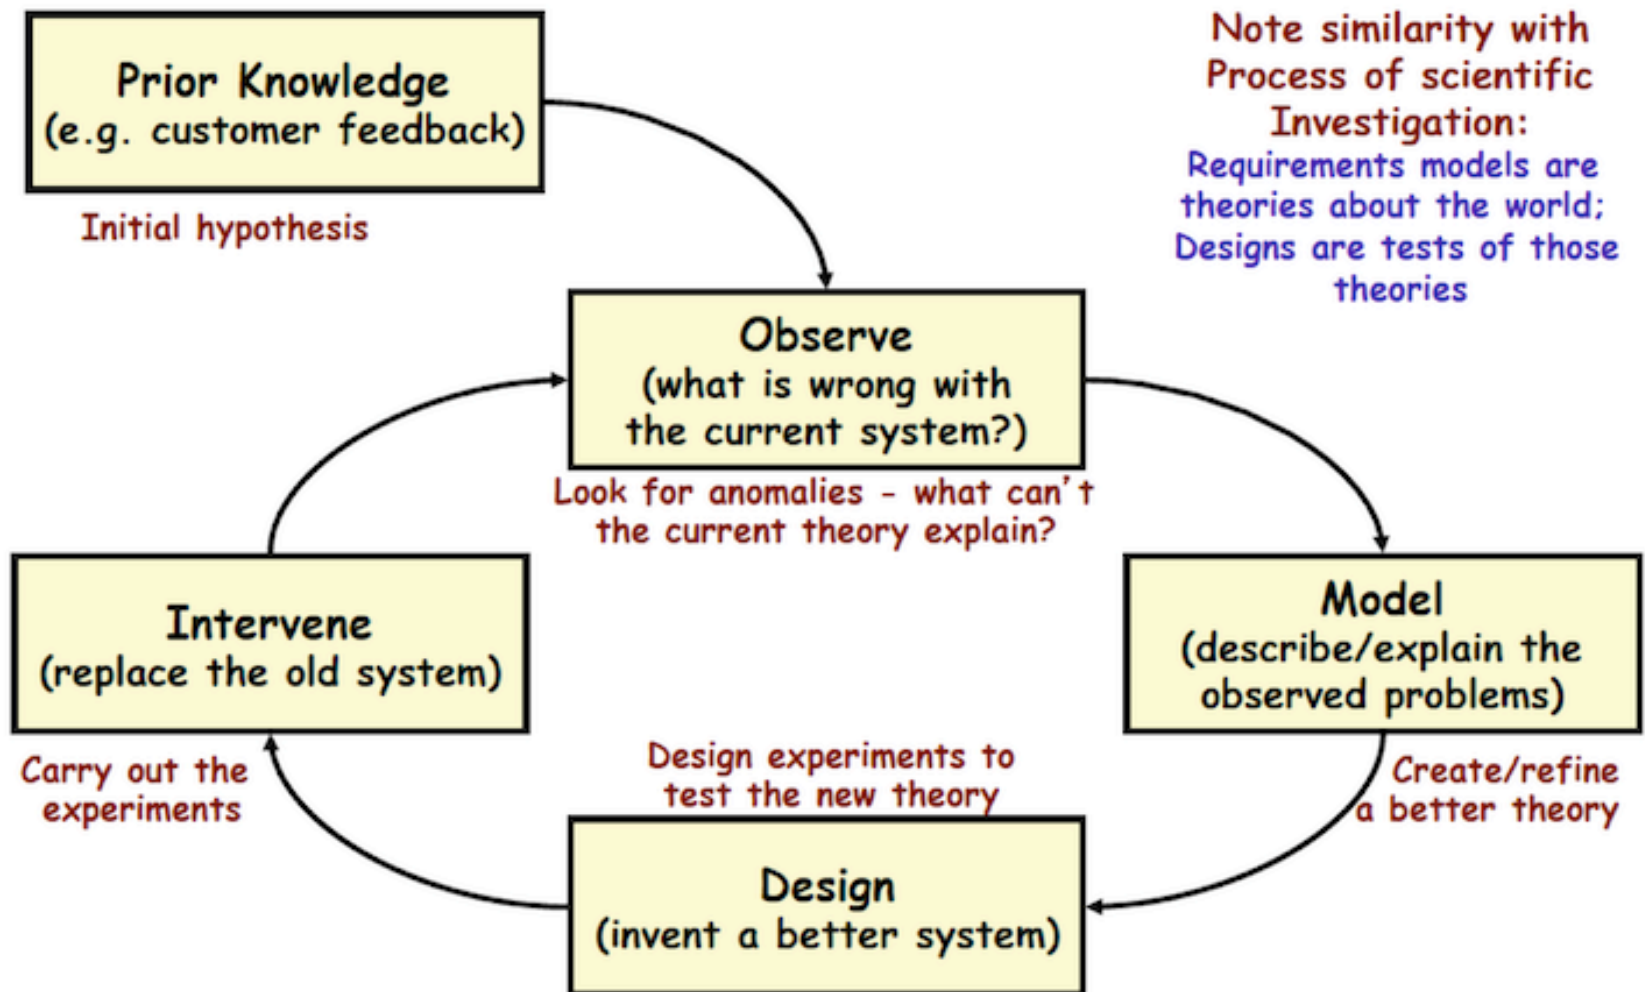 Prior Knowledge
(e.g. customer feedback)
Initial hypothesis
Note similarity with
Process of scientific
Investigation:
Requirements models are
theories about the world;
Designs are tests of those
theories
Observe
(what is wrong with
the current system?)
Look for anomalies - what can't
the current theory explain?
Intervene
(replace the old system)
Carry out the
experiments
Model
(describe/explain the
observed problems)
Create/refine
a better theory
Design experiments to
test the new theory
Design
(invent a better system)